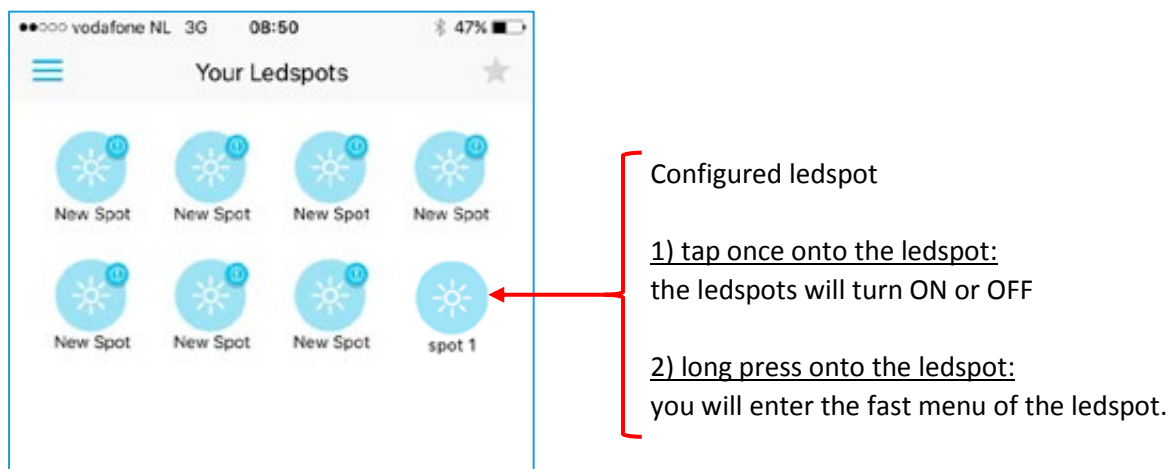 vodafone NL 3G 08:50 47%
Your Ledspots
New Spot New Spot New Spot New Spot
New Spot New Spot New Spot spot 1
Configured ledspot
1) tap once onto the ledspot:
the ledspots will turn ON or OFF
2) long press onto the ledspot:
you will enter the fast menu of the ledspot.